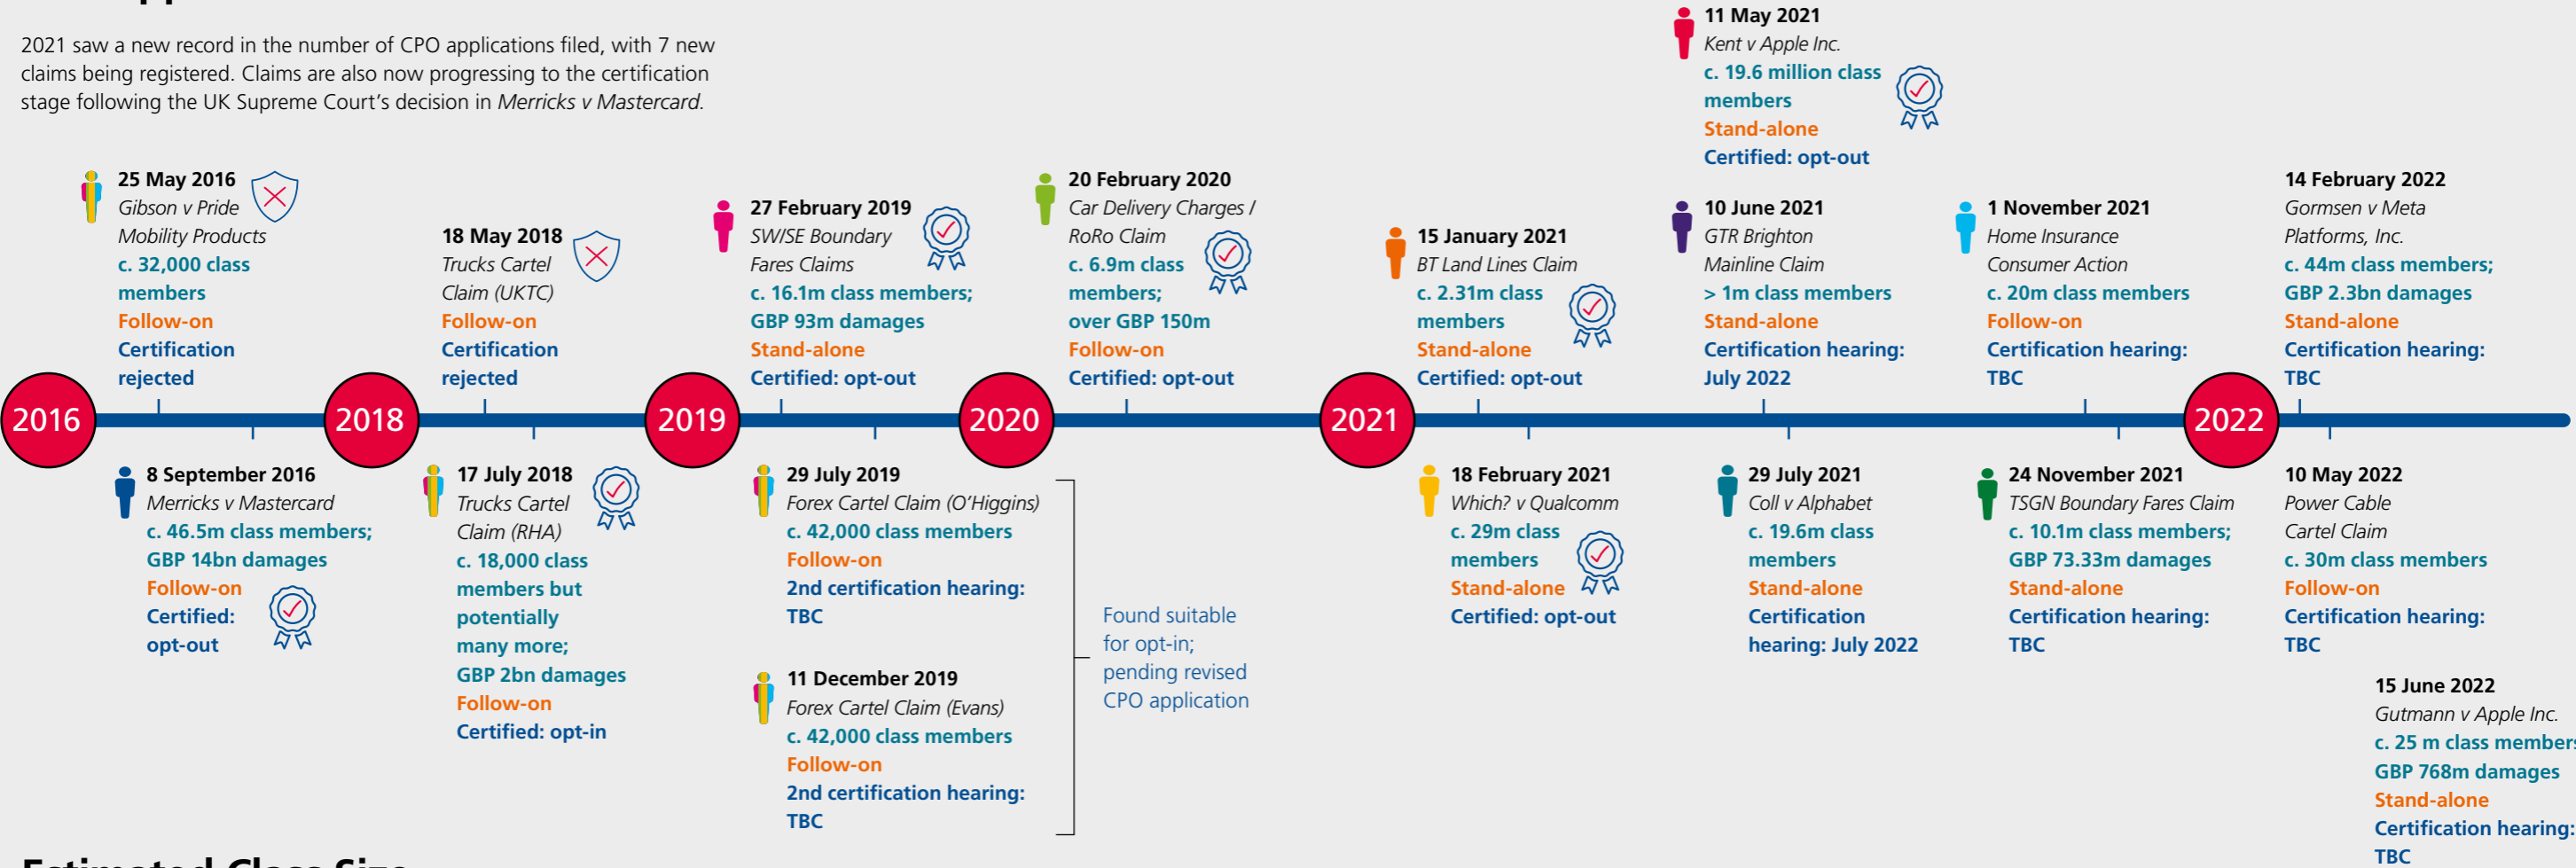 2021 saw a new record in the number of CPO applications filed, with 7 new
claims being registered. Claims are also now progressing to the certification
stage following the UK Supreme Court's decision in Merricks v Mastercard.
25 May 2016
Gibson v Pride
Mobility Products
c. 32,000 class
members
Follow-on
Certification
rejected
18 May 2018
Trucks Cartel
Claim (UKTC)
Follow-on
Certification
rejected
27 February 2019
SW/SE Boundary
Fares Claims
c. 16.1m class members;
GBP 93m damages
Stand-alone
Certified: opt-out
20 February 2020
Car Delivery Charges /
RoRo Claim
c. 6.9m class
members;
over GBP 150m
Follow-on
Certified: opt-out
15 January 2021
BT Land Lines Claim
c. 2.31m class
members
Stand-alone
Certified: opt-out
11 May 2021
Kent v Apple Inc.
c. 19.6 million class
members
Stand-alone
Certified: opt-out
10 June 2021
GTR Brighton
Mainline Claim
> 1m class members
Stand-alone
Certification hearing:
July 2022
1 November 2021
Home Insurance
Consumer Action
c. 20m class members
Follow-on
Certification hearing:
TBC
14 February 2022
Gormsen v Meta
Platforms, Inc.
c. 44m class members;
GBP 2.3bn damages
Stand-alone
Certification hearing:
TBC
2016
2018
2019
2020
2021
2022
8 September 2016
Merricks v Mastercard
c. 46.5m class members;
GBP 14bn damages
Follow-on
Certified:
opt-out
17 July 2018
Trucks Cartel
Claim (RHA)
c. 18,000 class
members but
potentially
many more;
GBP 2bn damages
Follow-on
Certified: opt-in
29 July 2019
Forex Cartel Claim (O'Higgins)
c. 42,000 class members
Follow-on
2nd certification hearing:
TBC
11 December 2019
Forex Cartel Claim (Evans)
c. 42,000 class members
Follow-on
2nd certification hearing:
TBC
Found suitable
for opt-in;
pending revised
CPO application
18 February 2021
Which? v Qualcomm
c. 29m class
members
Stand-alone
Certified: opt-out
29 July 2021
Coll v Alphabet
c. 19.6m class
members
Stand-alone
Certification
hearing: July 2022
24 November 2021
TSGN Boundary Fares Claim
c. 10.1m class members;
GBP 73.33m damages
Stand-alone
Certification hearing:
TBC
10 May 2022
Power Cable
Cartel Claim
c. 30m class members
Follow-on
Certification hearing:
TBC
15 June 2022
Gutmann v Apple Inc.
c. 25 m class members
GBP 768m damages
Stand-alone
Certification hearing:
TBC
Estimated Class Size